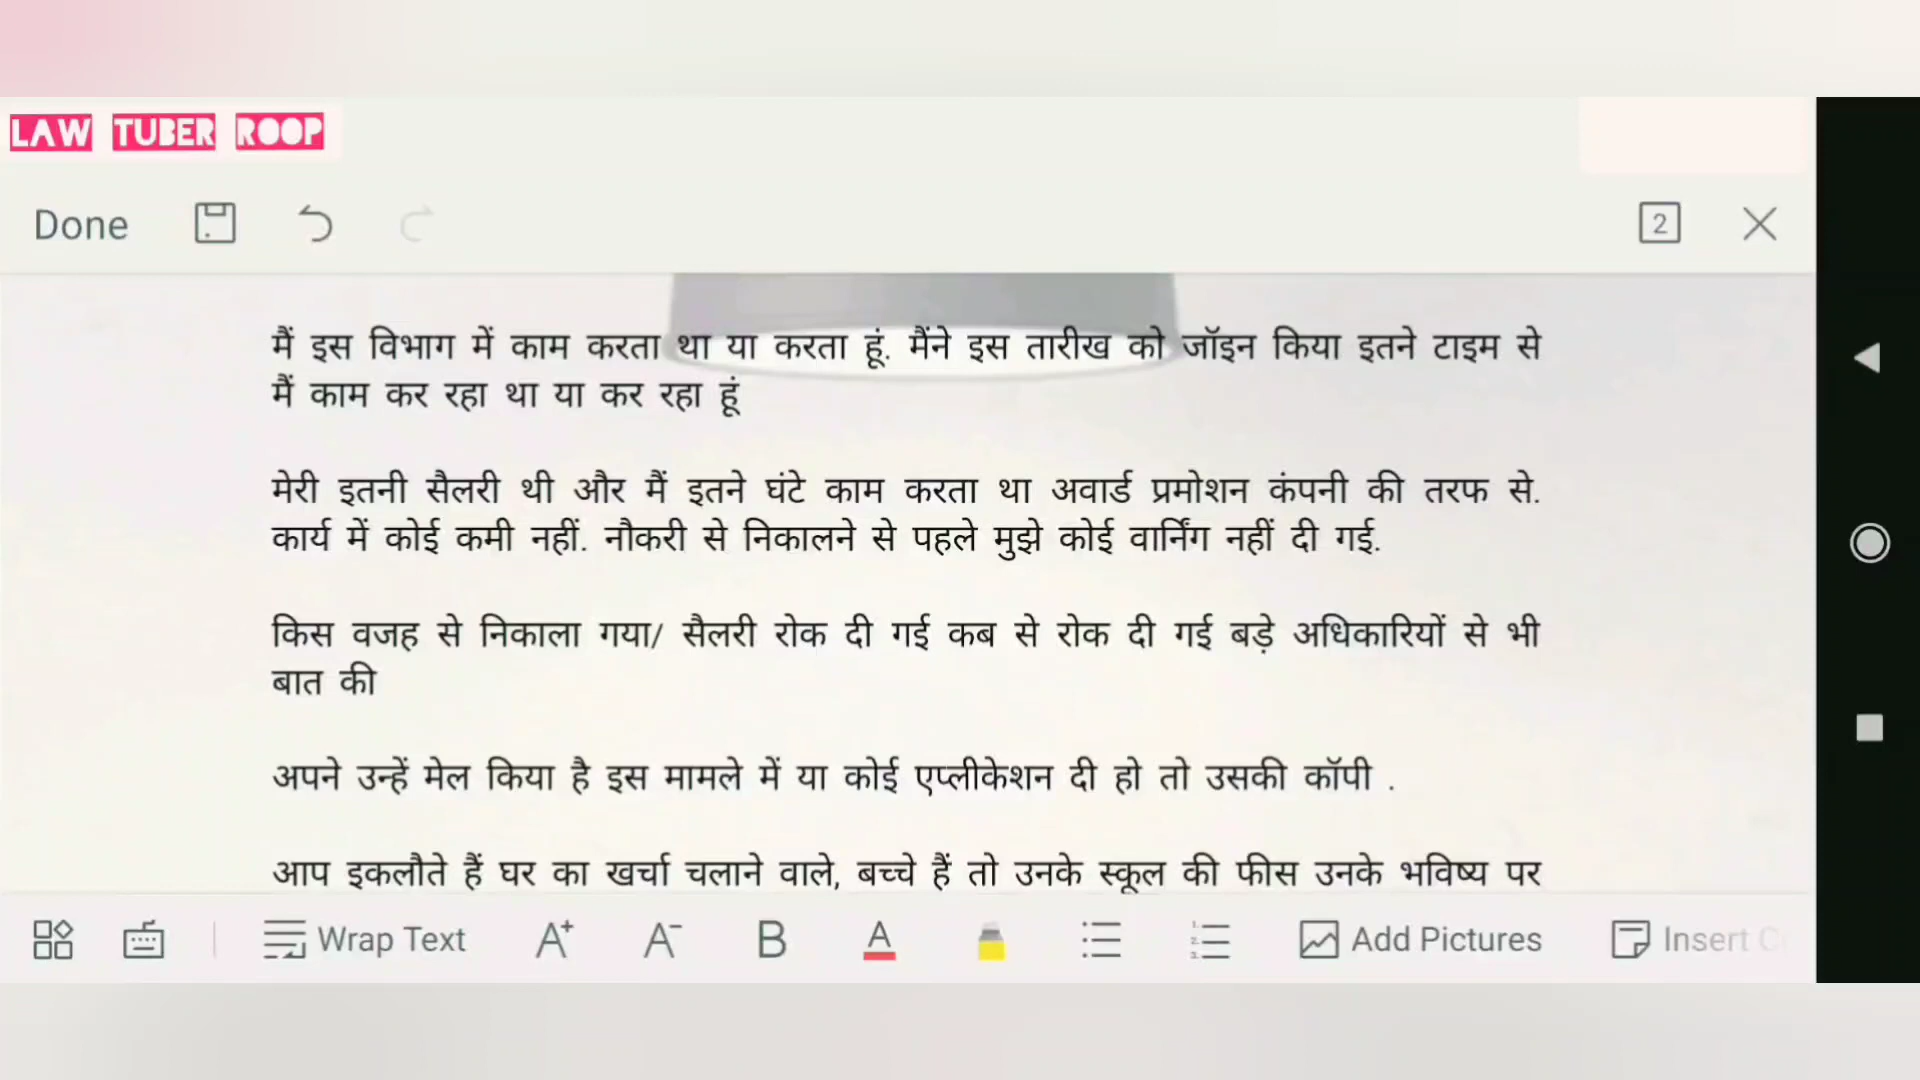 LAW TUBER ROOP
Done
2
मैं इस विभाग में काम करता था या करता हूं. मैंने इस तारीख को जॉइन किया इतने टाइम से
मैं काम कर रहा था या कर रहा हूं
मेरी इतनी सैलरी थी और मैं इतने घंटे काम करता था अवार्ड प्रमोशन कंपनी की तरफ से.
कार्य में कोई कमी नहीं. नौकरी से निकालने से पहले मुझे कोई वार्निंग नहीं दी गई.
किस वजह से निकाला गया/ सैलरी रोक दी गई कब से रोक दी गई बड़े अधिकारियों से भी
बात की
अपने उन्हें मेल किया है इस मामले में या कोई एप्लीकेशन दी हो तो उसकी कॉपी .
आप इकलौते हैं घर का खर्चा चलाने वाले, बच्चे हैं तो उनके स्कूल की फीस उनके भविष्य पर
Wrap Text A+ A- B A Add Pictures Insert